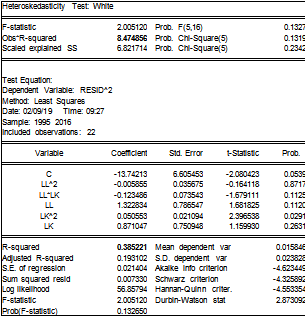 Heteroskedasticity Test: White
F-statistic 2.005120 Prob. F(5,16) 0.1327
Obs*R-squared 8.474856 Prob. Chi-Square(5) 0.1319
Scaled explained SS 6.821714 Prob. Chi-Square(5) 0.2342
Test Equation:
Dependent Variable: RESID^2
Method: Least Squares
Date: 02/09/19 Time: 09:27
Sample: 1995 2016
Included observations: 22
Variable Coefficient Std. Error t-Statistic Prob.
C -13.74213 6.605453 -2.080423 0.0539
LL^2 -0.005855 0.035675 -0.164118 0.8717
LL*LK -0.123486 0.073543 -1.679111 0.1125
LL 1.322834 0.786547 1.681825 0.1120
LK^2 0.050553 0.021094 2.396538 0.0291
LK 0.871047 0.750948 1.159930 0.2631
R-squared 0.385221 Mean dependent var 0.015846
Adjusted R-squared 0.193102 S.D. dependent var 0.023828
S.E. of regression 0.021404 Akaike info criterion -4.623449
Sum squared resid 0.007330 Schwarz criterion -4.325892
Log likelihood 56.85794 Hannan-Quinn criter. -4.553354
F-statistic 2.005120 Durbin-Watson stat 2.873092
Prob(F-statistic) 0.132650